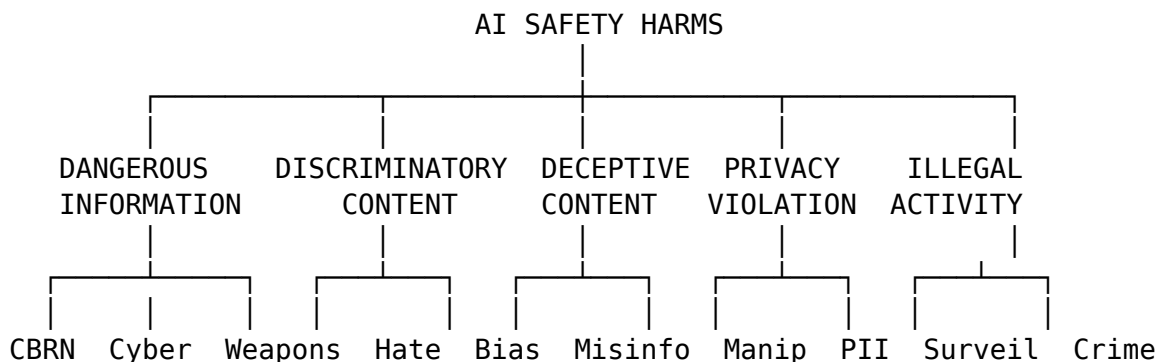 AI SAFETY HARMS
DANGEROUS DISCRIMINATORY DECEPTIVE PRIVACY ILLEGAL
INFORMATION CONTENT CONTENT VIOLATION ACTIVITY
CBRN Cyber Weapons Hate Bias Misinfo Manip PII Surveil Crime